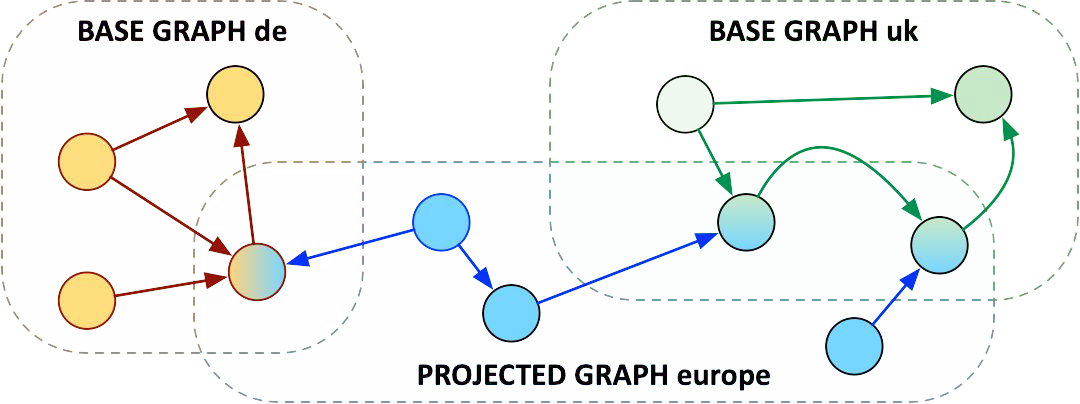 BASE GRAPH de
BASE GRAPH uk
PROJECTED GRAPH europe